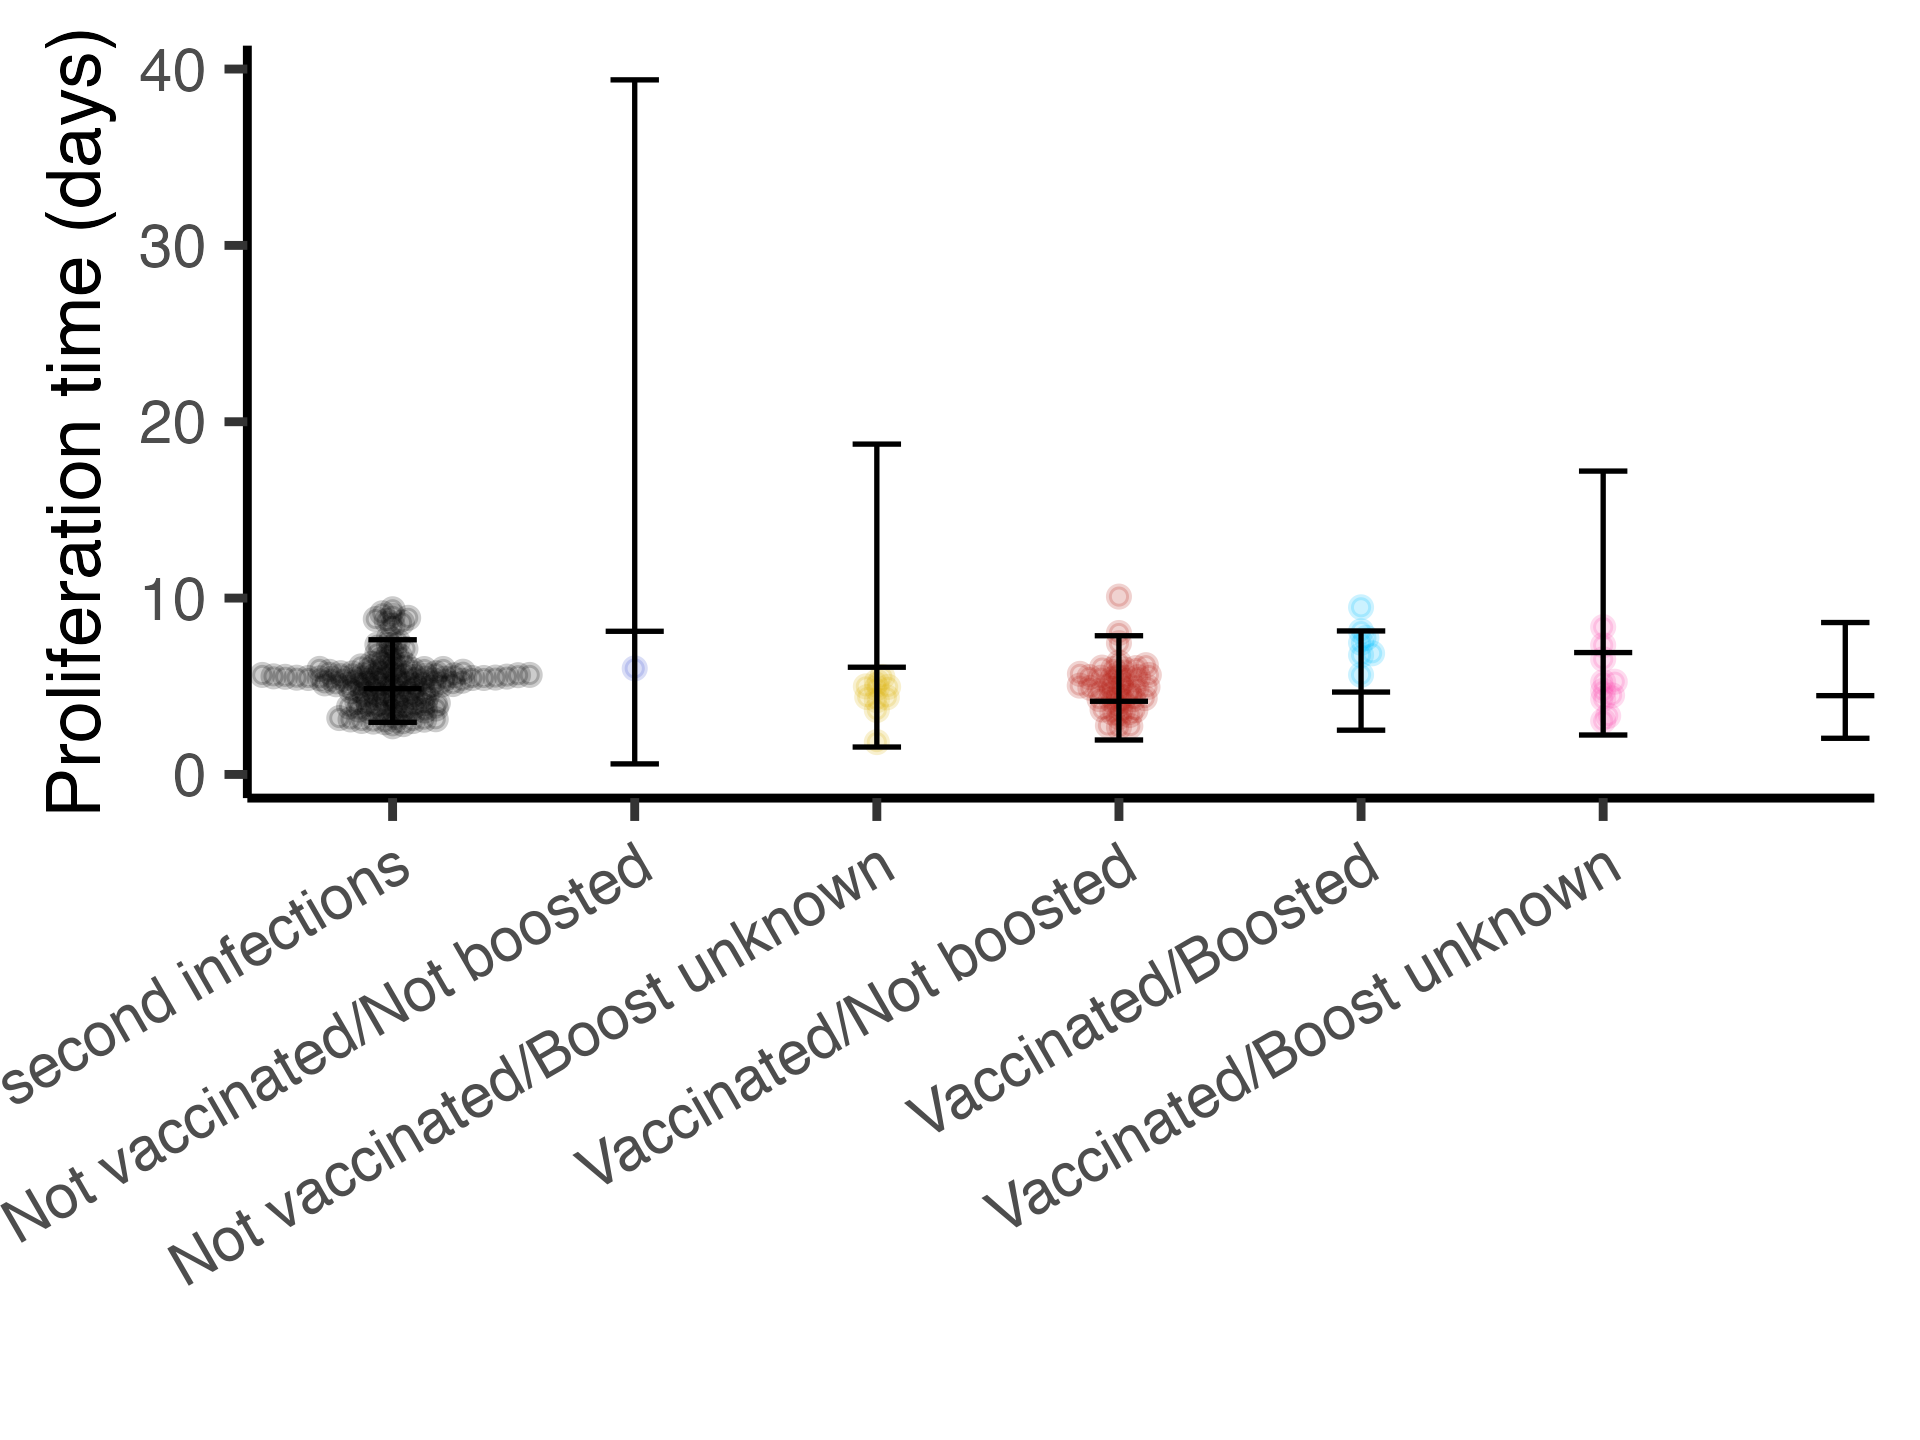 Proliferation time (days)
40
30
20
10
0
second infections
Not vaccinated/Not boosted
Not vaccinated/Boost unknown
Vaccinated/Not boosted
Vaccinated/Boosted
Vaccinated/Boost unknown